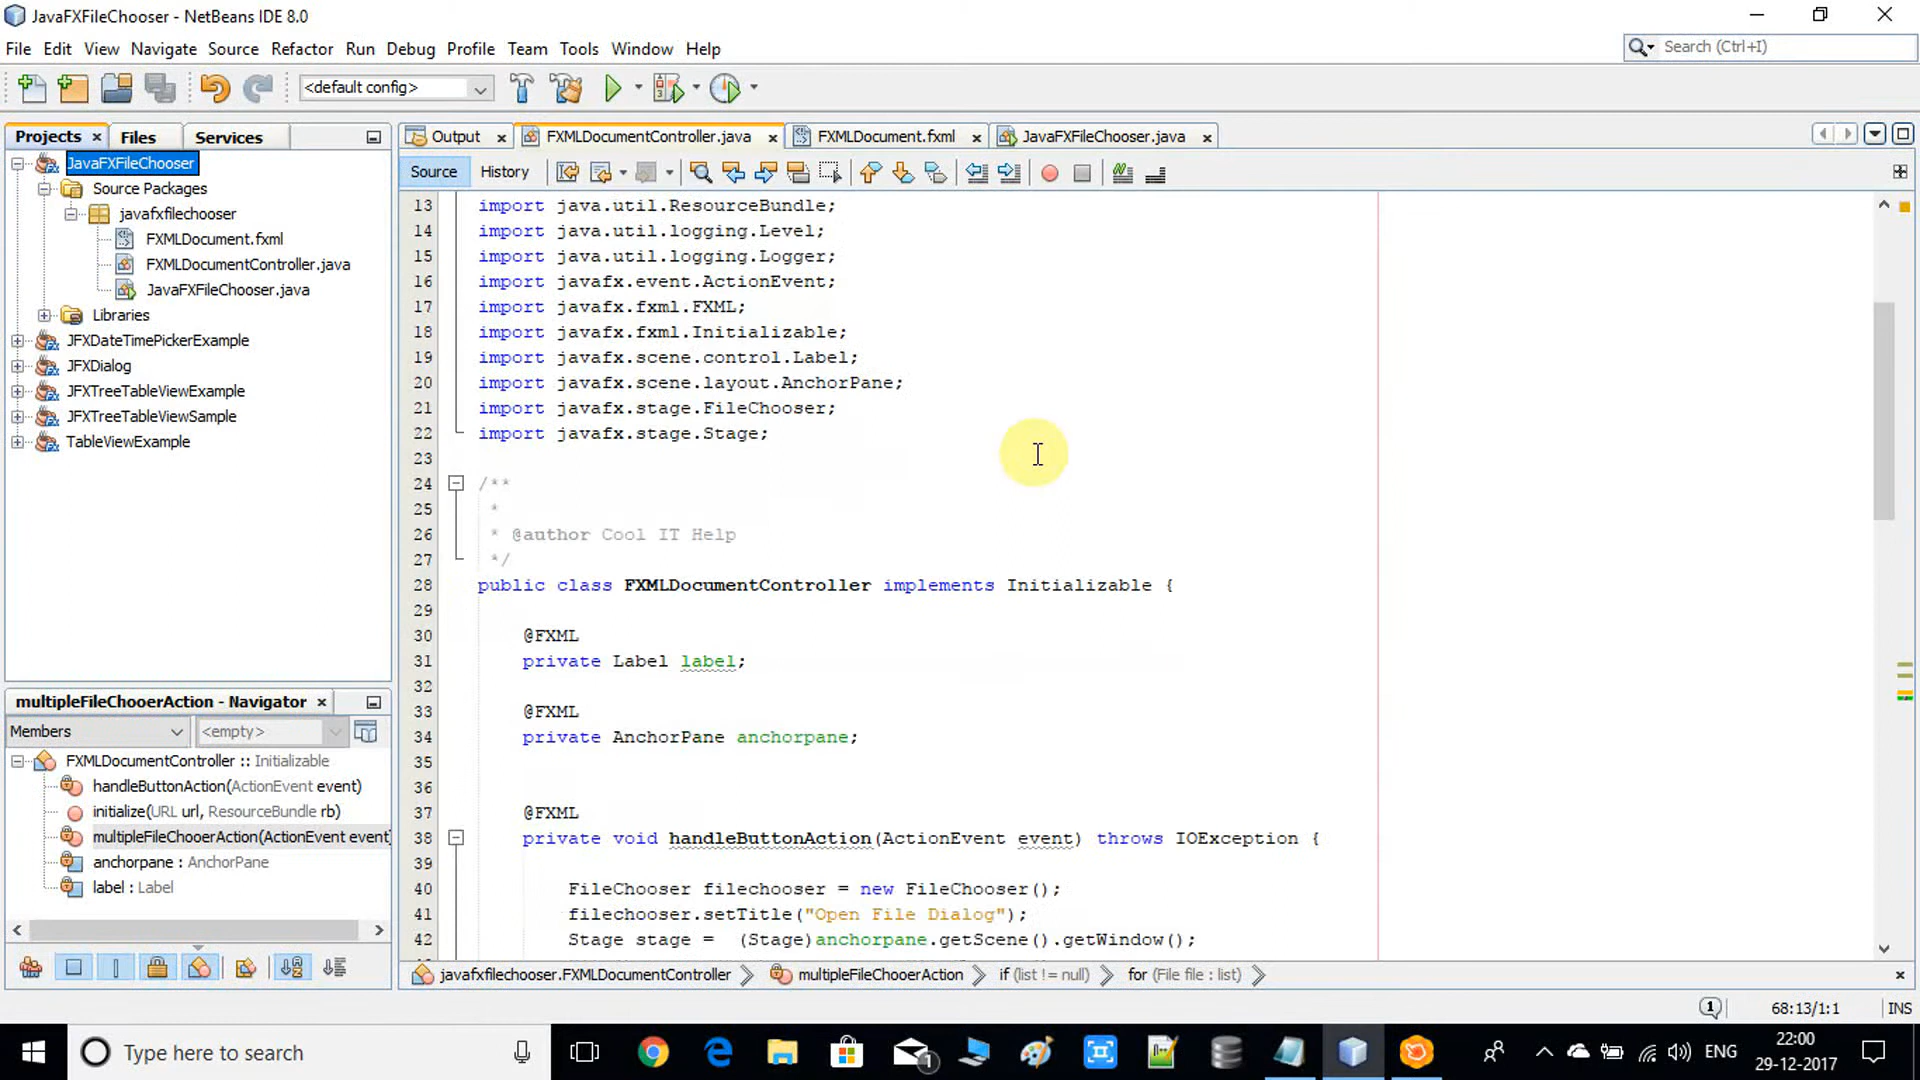 JavaFXFileChooser - NetBeans IDE 8.0
File Edit View Navigate Source Refactor Run Debug Profile Team Tools Window Help
Search (Ctrl+I)
<default config>
Projects Files Services
Output FXMLDocumentController.java FXMLDocument.fxml JavaFXFileChooser.java
Source History
JavaFXFileChooser
Source Packages
javafxfilechooser
FXMLDocument.fxml
FXMLDocumentController.java
JavaFXFileChooser.java
Libraries
JFXDateTimePickerExample
JFXDialog
JFXTreeTableViewExample
JFXTreeTableViewSample
TableViewExample
13 import java.util.ResourceBundle;
14 import java.util.logging.Level;
15 import java.util.logging.Logger;
16 import javafx.event.ActionEvent;
17 import javafx.fxml.FXML;
18 import javafx.fxml.Initializable;
19 import javafx.scene.control.Label;
20 import javafx.scene.layout.AnchorPane;
21 import javafx.stage.FileChooser;
22 import javafx.stage.Stage;
23
24 /**
25 *
26 * @author Cool IT Help
27 */
28 public class FXMLDocumentController implements Initializable {
29
30 @FXML
31 private Label label;
32
33 @FXML
34 private AnchorPane anchorpane;
35
36
37 @FXML
38 private void handleButtonAction(ActionEvent event) throws IOException {
39
40 FileChooser filechooser = new FileChooser();
41 filechooser.setTitle("Open File Dialog");
42 Stage stage = (Stage)anchorpane.getScene().getWindow();
multipleFileChooerAction - Navigator
Members <empty>
FXMLDocumentController :: Initializable
handleButtonAction(ActionEvent event)
initialize(URL url, ResourceBundle rb)
multipleFileChooerAction(ActionEvent event)
anchorpane : AnchorPane
label : Label
javafxfilechooser.FXMLDocumentController multipleFileChooerAction if (list != null) for (File file : list)
1 68:13/1:1 INS
Type here to search
1
ENG
22:00
29-12-2017